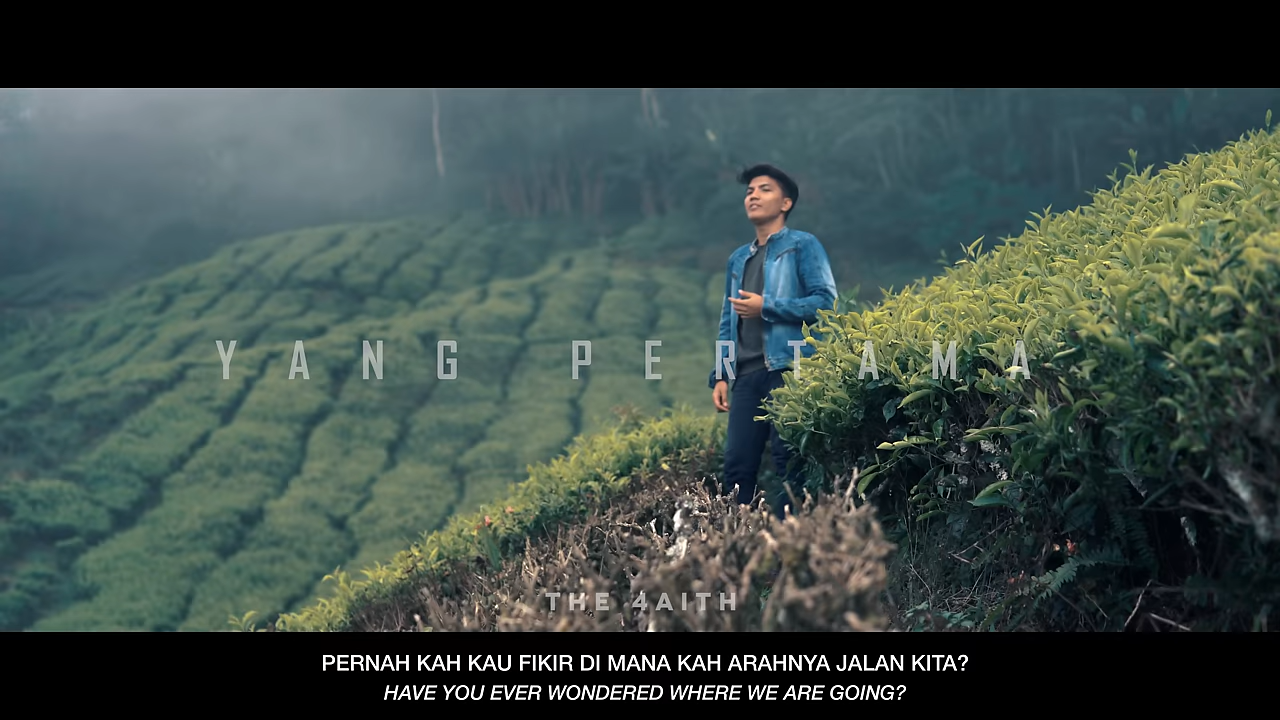 YANG PERTAMA
THE 4AITH
PERNAH KAH KAU FIKIR DI MANA KAH ARAHNYA JALAN KITA?
HAVE YOU EVER WONDERED WHERE WE ARE GOING?